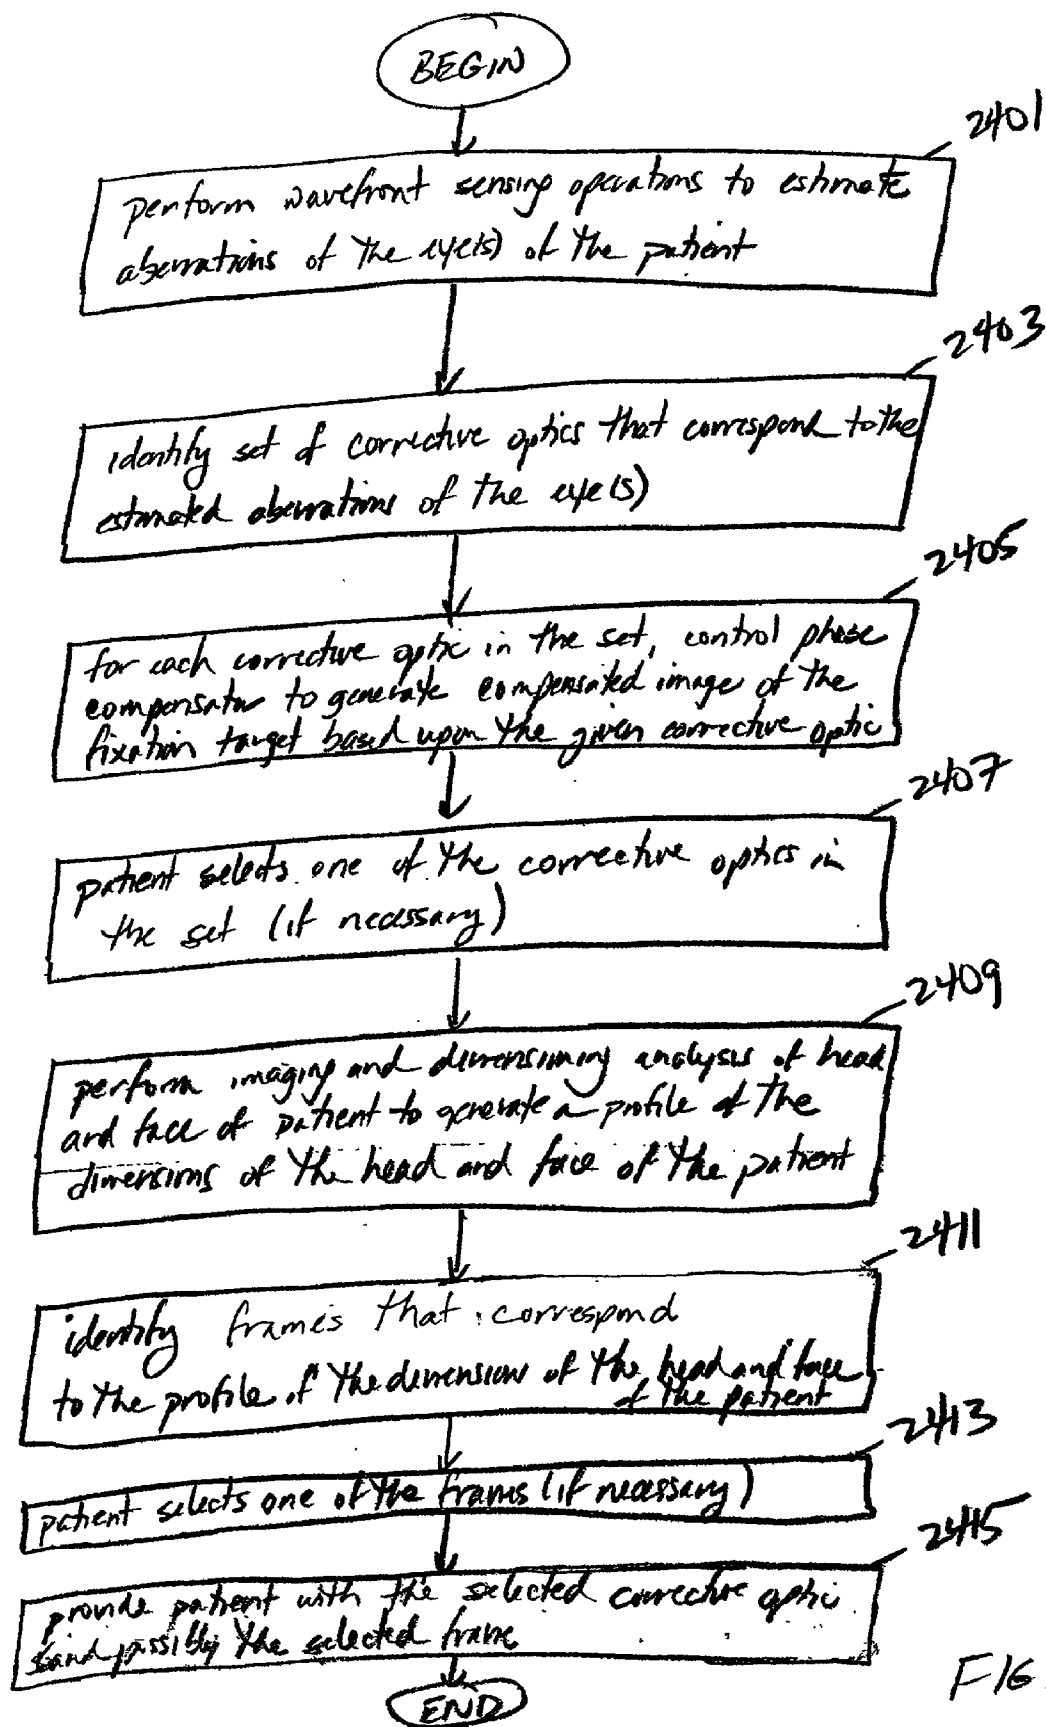 BEGIN
2401
perform wavefront sensing operations to estimate
aberrations of the eye(s) of the patient
2403
identify set of corrective optics that correspond to the
estimated aberrations of the eye(s)
2405
for each corrective optic in the set, control phase
compensator to generate compensated image of the
fixation target based upon the given corrective optic
2407
patient selects one of the corrective optics in
the set (if necessary)
2409
perform imaging and dimensioning analysis of head
and face of patient to generate a profile of the
dimensions of the head and face of the patient
2411
identify frames that correspond
to the profile of the dimensions of the head and face
of the patient
2413
patient selects one of the frames (if necessary)
2415
provide patient with the selected corrective optic
and possibly the selected frame
END
FIG.